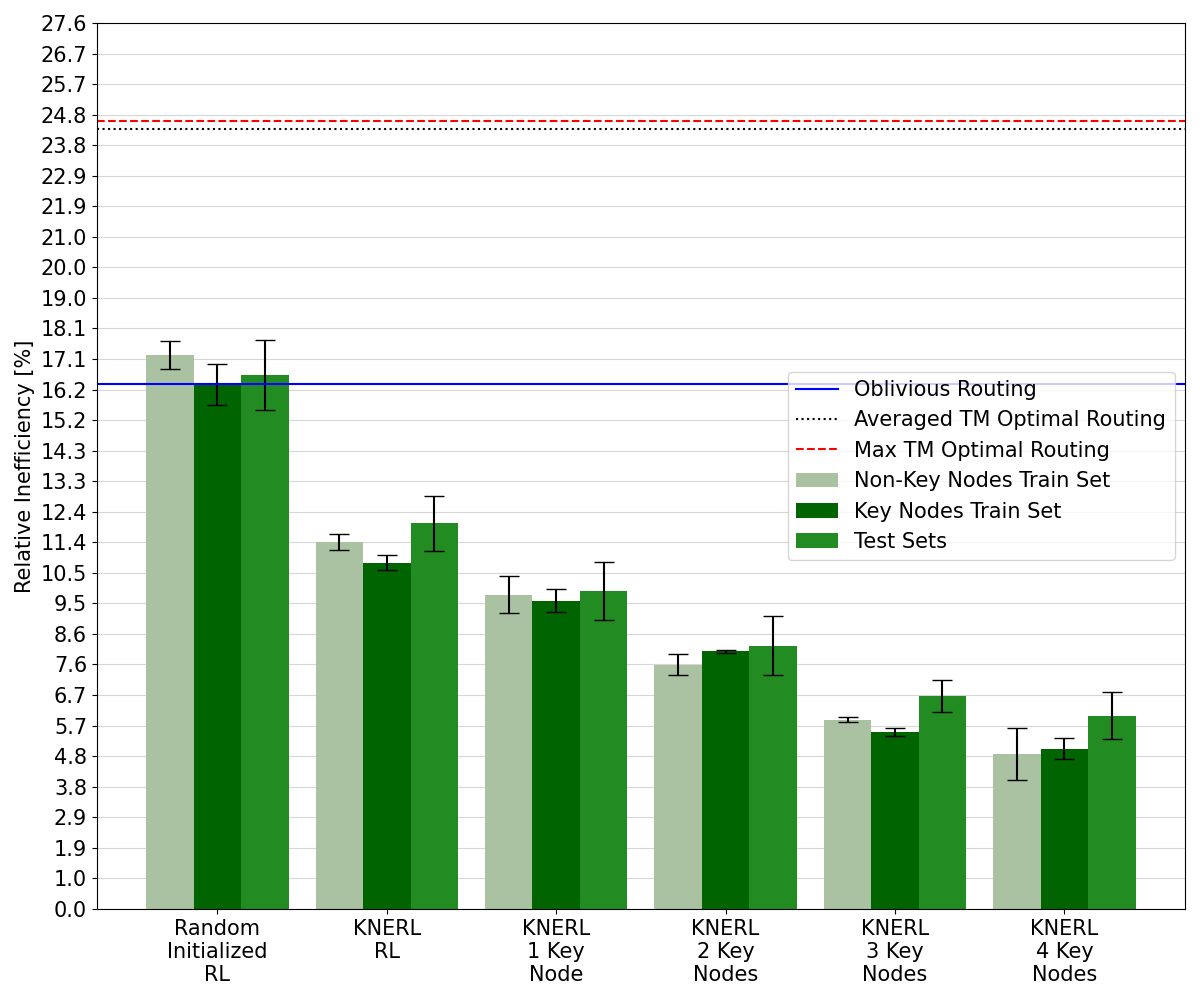 27.6
26.7
25.7
24.8
23.8
22.9
21.9
21.0
20.0
19.0
18.1
17.1
16.2
15.2
14.3
13.3
12.4
11.4
10.5
9.5
8.6
7.6
6.7
5.7
4.8
3.8
2.9
1.9
1.0
0.0
Relative Inefficiency [%]
Oblivious Routing
Averaged TM Optimal Routing
Max TM Optimal Routing
Non-Key Nodes Train Set
Key Nodes Train Set
Test Sets
Random
Initialized
RL
KNERL
RL
KNERL
1 Key
Node
KNERL
2 Key
Nodes
KNERL
3 Key
Nodes
KNERL
4 Key
Nodes